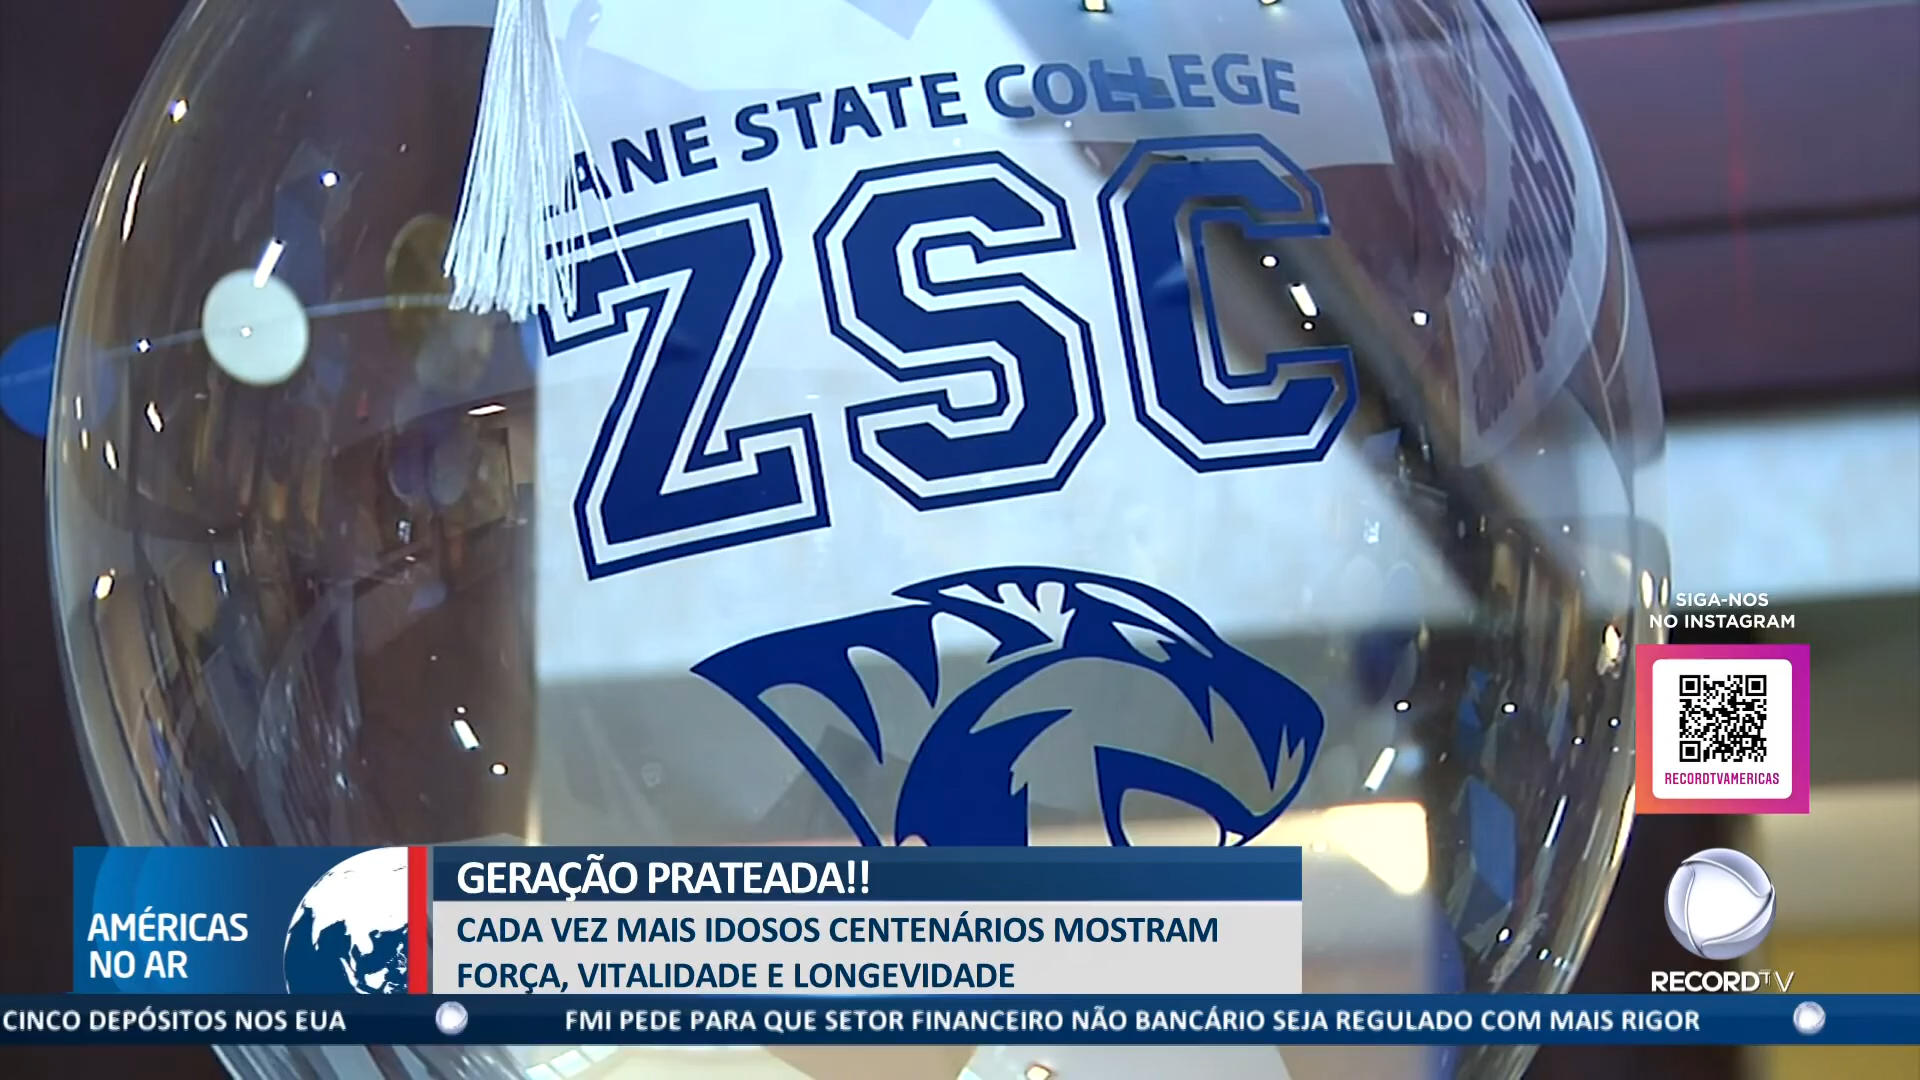 ANE STATE COLLEGE
ZSC
SIGA-NOS
NO INSTAGRAM
RECORDTVAMERICAS
GERAÇÃO PRATEADA!!
CADA VEZ MAIS IDOSOS CENTENÁRIOS MOSTRAM
FORÇA, VITALIDADE E LONGEVIDADE
AMÉRICAS
NO AR
RECORDTV
CINCO DEPÓSITOS NOS EUA
FMI PEDE PARA QUE SETOR FINANCEIRO NÃO BANCÁRIO SEJA REGULADO COM MAIS RIGOR